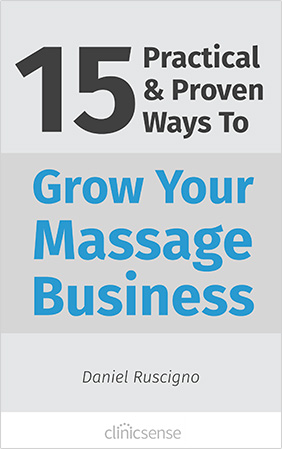 15 Practical
& Proven
Ways To
Grow Your
Massage
Business
Daniel Ruscigno
clinicsense